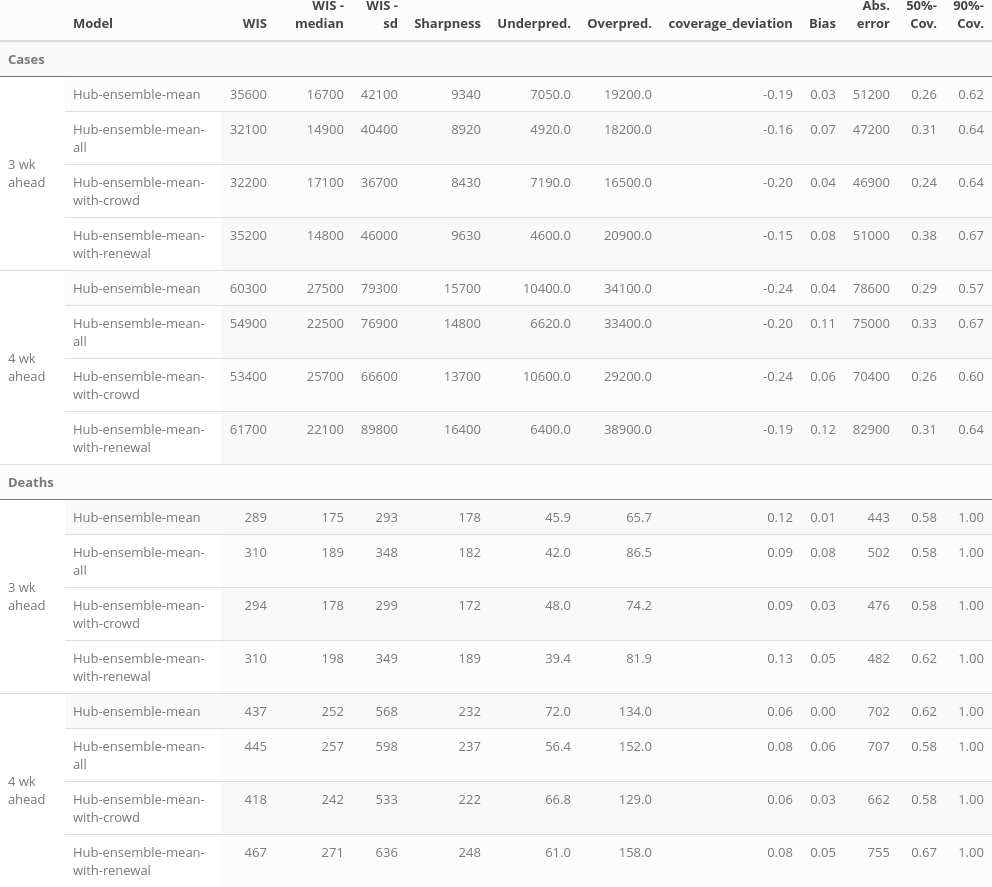 Model WIS WIS - median WIS - sd Sharpness Underpred. Overpred. coverage_deviation Bias Abs. error 50%- Cov. 90%- Cov.
Cases
3 wk ahead
Hub-ensemble-mean 35600 16700 42100 9340 7050.0 19200.0 -0.19 0.03 51200 0.26 0.62
Hub-ensemble-mean-all 32100 14900 40400 8920 4920.0 18200.0 -0.16 0.07 47200 0.31 0.64
Hub-ensemble-mean-with-crowd 32200 17100 36700 8430 7190.0 16500.0 -0.20 0.04 46900 0.24 0.64
Hub-ensemble-mean-with-renewal 35200 14800 46000 9630 4600.0 20900.0 -0.15 0.08 51000 0.38 0.67
4 wk ahead
Hub-ensemble-mean 60300 27500 79300 15700 10400.0 34100.0 -0.24 0.04 78600 0.29 0.57
Hub-ensemble-mean-all 54900 22500 76900 14800 6620.0 33400.0 -0.20 0.11 75000 0.33 0.67
Hub-ensemble-mean-with-crowd 53400 25700 66600 13700 10600.0 29200.0 -0.24 0.06 70400 0.26 0.60
Hub-ensemble-mean-with-renewal 61700 22100 89800 16400 6400.0 38900.0 -0.19 0.12 82900 0.31 0.64
Deaths
3 wk ahead
Hub-ensemble-mean 289 175 293 178 45.9 65.7 0.12 0.01 443 0.58 1.00
Hub-ensemble-mean-all 310 189 348 182 42.0 86.5 0.09 0.08 502 0.58 1.00
Hub-ensemble-mean-with-crowd 294 178 299 172 48.0 74.2 0.09 0.03 476 0.58 1.00
Hub-ensemble-mean-with-renewal 310 198 349 189 39.4 81.9 0.13 0.05 482 0.62 1.00
4 wk ahead
Hub-ensemble-mean 437 252 568 232 72.0 134.0 0.06 0.00 702 0.62 1.00
Hub-ensemble-mean-all 445 257 598 237 56.4 152.0 0.08 0.06 707 0.58 1.00
Hub-ensemble-mean-with-crowd 418 242 533 222 66.8 129.0 0.06 0.03 662 0.58 1.00
Hub-ensemble-mean-with-renewal 467 271 636 248 61.0 158.0 0.08 0.05 755 0.67 1.00